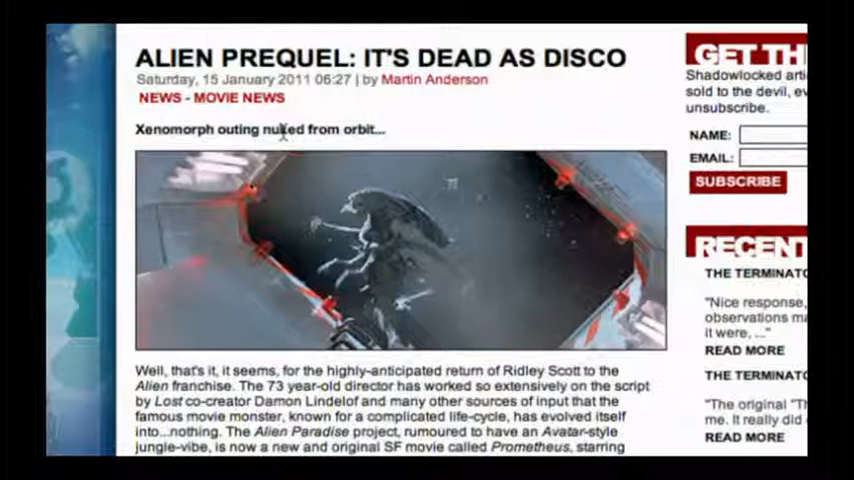 ALIEN PREQUEL: IT'S DEAD AS DISCO
Saturday, 15 January 2011 06:27 | by Martin Anderson
NEWS - MOVIE NEWS
Xenomorph outing nuked from orbit...
Well, that's it, it seems, for the highly-anticipated return of Ridley Scott to the
Alien franchise. The 73 year-old director has worked so extensively on the script
by Lost co-creator Damon Lindelof and many other sources of input that the
famous movie monster, known for a complicated life-cycle, has evolved itself
into...nothing. The Alien Paradise project, rumoured to have an Avatar-style
jungle-vibe, is now a new and original SF movie called Prometheus, starring
GET TH
Shadowlocked arti
sold to the devil, ev
unsubscribe.
NAME:
EMAIL:
SUBSCRIBE
RECENT
THE TERMINATO
"Nice response,
observations ma
it were, ..."
READ MORE
THE TERMINATO
"The original "Th
me. It really did
READ MORE